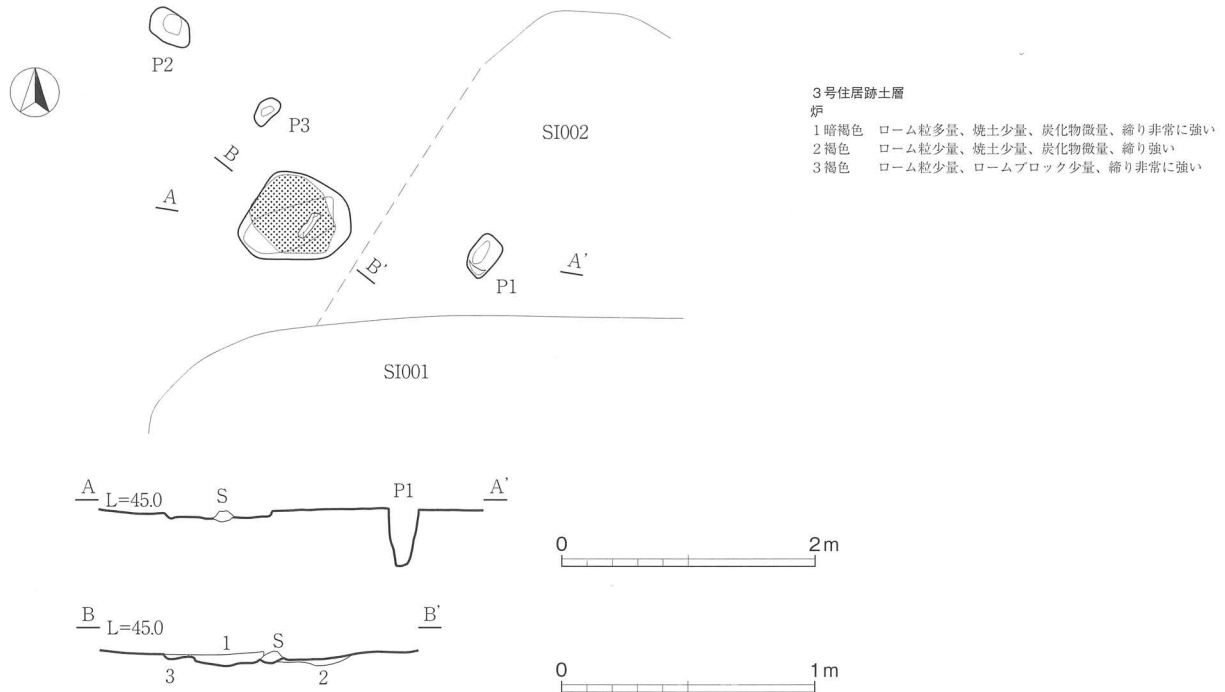 P2
P3
B
A
SI002
B'
A'
P1
SI001
3号住居跡土層
炉
1暗褐色 ローム粒多量、焼土少量、炭化物微量、締り非常に強い
2褐色 ローム粒少量、焼土少量、炭化物微量、締り強い
3褐色 ローム粒少量、ロームブロック少量、締り非常に強い
A L=45.0 S P1 A'
0 2m
B L=45.0 1 S B'
3 2
0 1m